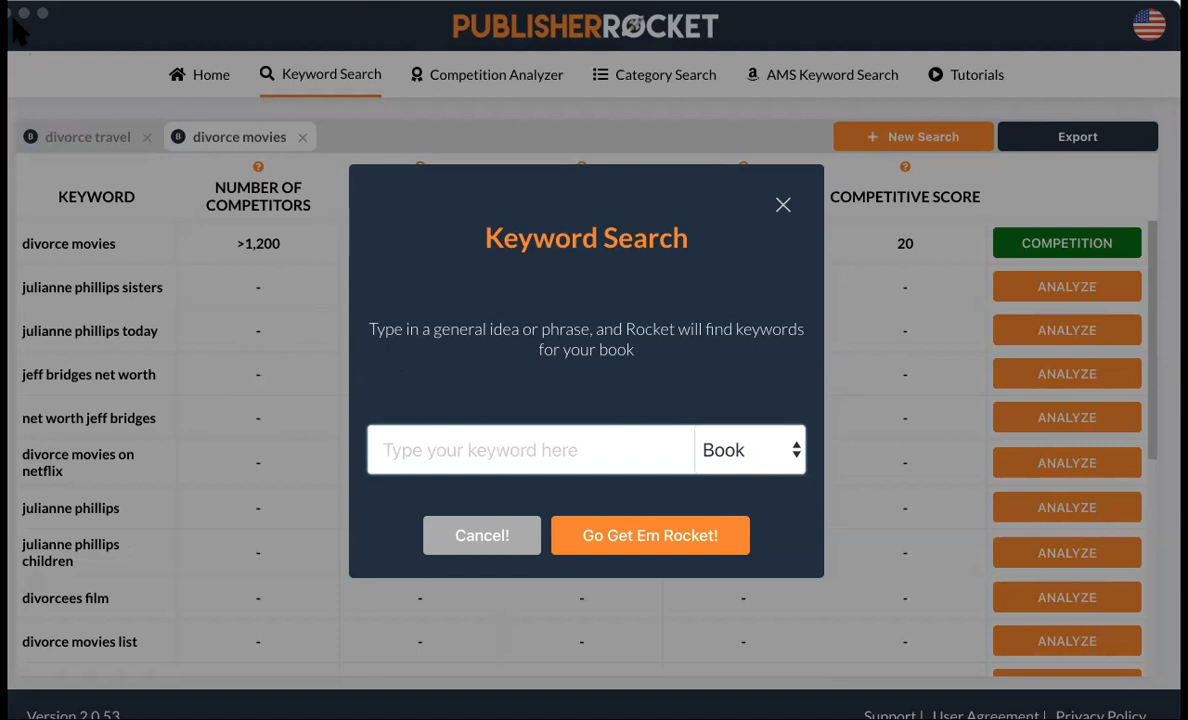 PUBLISHERROCKET
Home
Keyword Search
Competition Analyzer
Category Search
AMS Keyword Search
Tutorials
B divorce travel ×
B divorce movies ×
+ New Search
Export
KEYWORD
NUMBER OF
COMPETITORS
COMPETITIVE SCORE
divorce movies
>1,200
20
COMPETITION
julianne phillips sisters
-
-
ANALYZE
julianne phillips today
-
-
ANALYZE
jeff bridges net worth
-
-
ANALYZE
net worth jeff bridges
-
-
ANALYZE
divorce movies on
netflix
-
-
ANALYZE
julianne phillips
-
-
ANALYZE
julianne phillips
children
-
-
ANALYZE
divorcees film
-
-
-
-
-
ANALYZE
divorce movies list
-
-
-
-
-
ANALYZE
Keyword Search
Type in a general idea or phrase, and Rocket will find keywords
for your book
Type your keyword here
Book
Cancel!
Go Get Em Rocket!
Version 2.0.53
Support | User Agreement | Privacy Policy